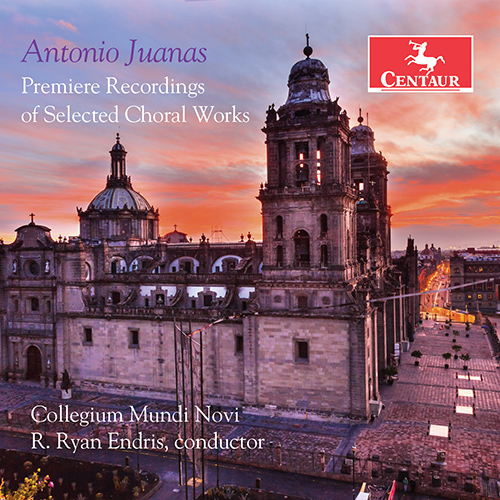 Antonio Juanas
Premiere Recordings
of Selected Choral Works
CENTAUR
Collegium Mundi Novi
R. Ryan Endris, conductor